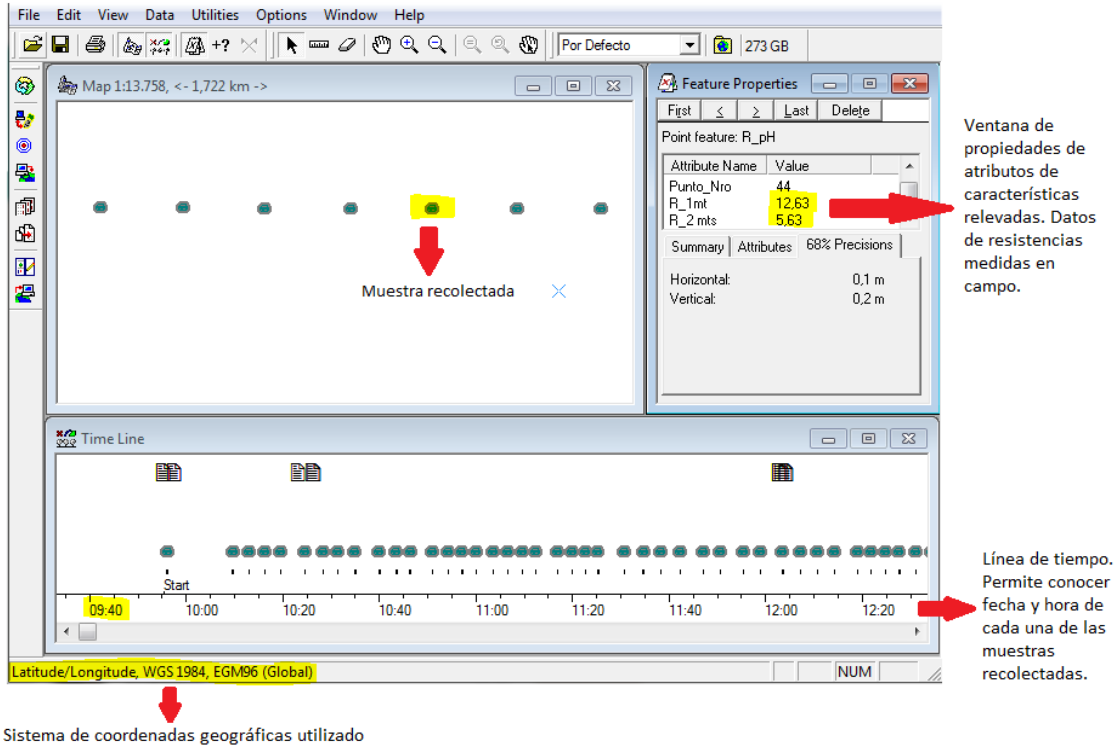 File Edit View Data Utilities Options Window Help
+? Por Defecto 273 GB
Map 1:13.758, <- 1,722 km ->
Muestra recolectada
Feature Properties
First < > Last Delete
Point feature: R_pH
Attribute Name Value
Punto_Nro 44
R_1mt 12,63
R_2 mts 5,63
Summary Attributes 68% Precisions
Horizontal: 0,1 m
Vertical: 0,2 m
Ventana de
propiedades de
atributos de
características
relevadas. Datos
de resistencias
medidas en
campo.
Time Line
Start
09:40 10:00 10:20 10:40 11:00 11:20 11:40 12:00 12:20
Línea de tiempo.
Permite conocer
fecha y hora de
cada una de las
muestras
recolectadas.
Latitude/Longitude, WGS 1984, EGM96 (Global) NUM
Sistema de coordenadas geográficas utilizado